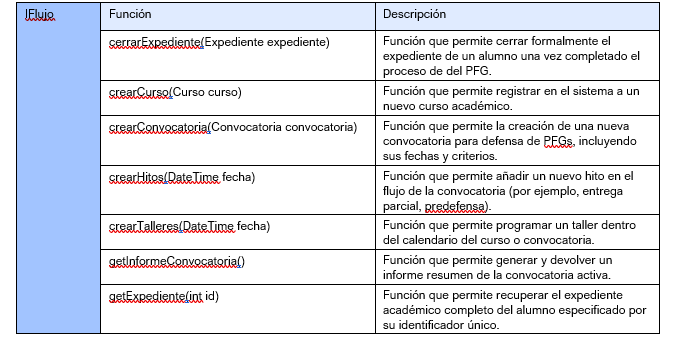 IFlujo
Función
Descripción
cerrarExpediente(Expediente expediente)
Función que permite cerrar formalmente el
expediente de un alumno una vez completado el
proceso de del PFG.
crearCurso(Curso curso)
Función que permite registrar en el sistema a un
nuevo curso académico.
crearConvocatoria(Convocatoria convocatoria)
Función que permite la creación de una nueva
convocatoria para defensa de PFGs, incluyendo
sus fechas y criterios.
crearHitos(DateTime fecha)
Función que permite añadir un nuevo hito en el
flujo de la convocatoria (por ejemplo, entrega
parcial, predefensa).
crearTalleres(DateTime fecha)
Función que permite programar un taller dentro
del calendario del curso o convocatoria.
getInformeConvocatoria()
Función que permite generar y devolver un
informe resumen de la convocatoria activa.
getExpediente(int id)
Función que permite recuperar el expediente
académico completo del alumno especificado por
su identificador único.